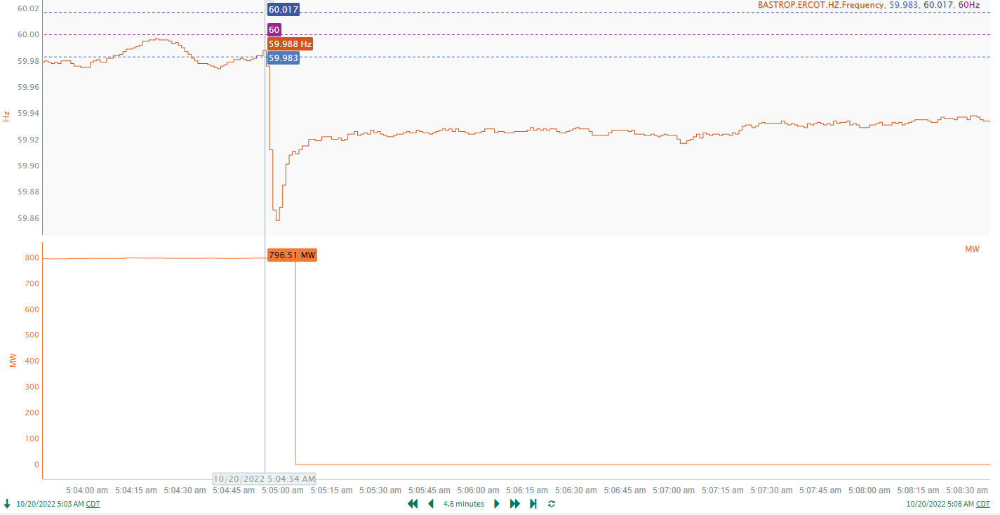 BASTROP.ERCOT.HZ.Frequency, 59.983, 60.017, 60Hz
60.02
60.017
60.00
60
59.988 Hz
59.983
59.98
59.96
59.94
Hz
59.92
59.90
59.88
59.86
MW
796.51 MW
800
700
600
500
MW
400
300
200
100
0
10/20/2022 5:04:54 AM
5:04:00 am 5:04:15 am 5:04:30 am 5:04:45 am 5:05:00 am 5:05:15 am 5:05:30 am 5:05:45 am 5:06:00 am 5:06:15 am 5:06:30 am 5:06:45 am 5:07:00 am 5:07:15 am 5:07:30 am 5:07:45 am 5:08:00 am 5:08:15 am 5:08:30 am
10/20/2022 5:03 AM CDT 4.8 minutes 10/20/2022 5:08 AM CDT